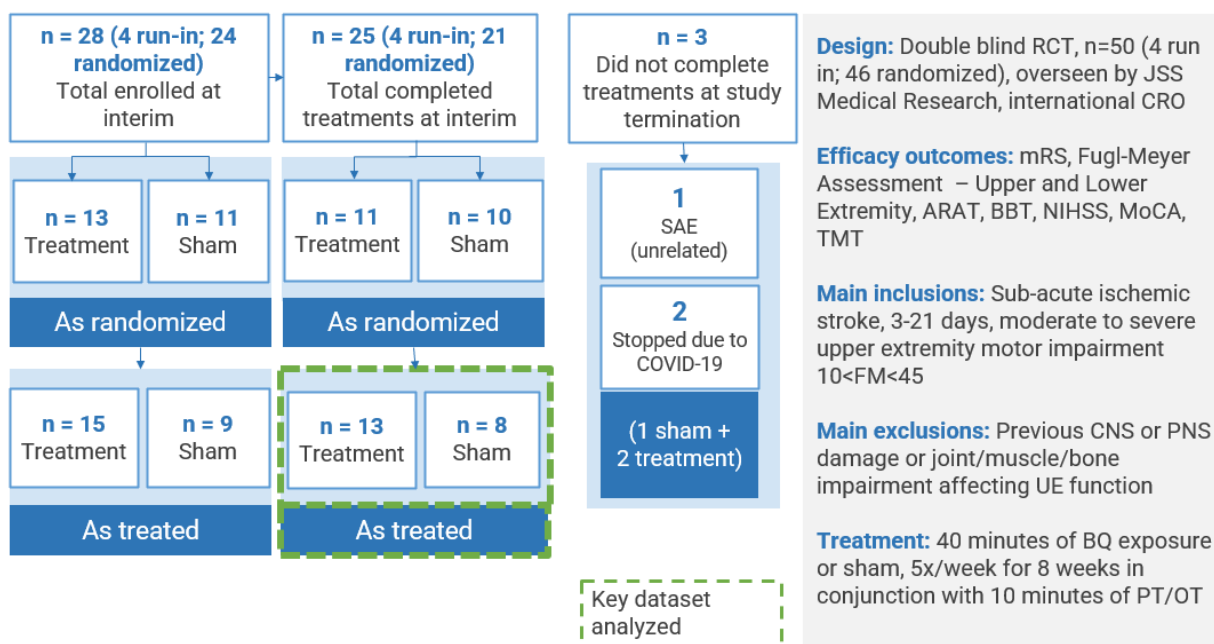 n = 28 (4 run-in; 24
randomized)
Total enrolled at
interim
n = 25 (4 run-in; 21
randomized)
Total completed
treatments at interim
n = 3
Did not complete
treatments at study
termination
n = 13
Treatment
n = 11
Sham
As randomized
n = 11
Treatment
n = 10
Sham
As randomized
1
SAE
(unrelated)
2
Stopped due to
COVID-19
(1 sham +
2 treatment)
n = 15
Treatment
n = 9
Sham
As treated
n = 13
Treatment
n = 8
Sham
As treated
Key dataset
analyzed
Design: Double blind RCT, n=50 (4 run
in; 46 randomized), overseen by JSS
Medical Research, international CRO
Efficacy outcomes: mRS, Fugl-Meyer
Assessment – Upper and Lower
Extremity, ARAT, BBT, NIHSS, MoCA,
TMT
Main inclusions: Sub-acute ischemic
stroke, 3-21 days, moderate to severe
upper extremity motor impairment
10<FM<45
Main exclusions: Previous CNS or PNS
damage or joint/muscle/bone
impairment affecting UE function
Treatment: 40 minutes of BQ exposure
or sham, 5x/week for 8 weeks in
conjunction with 10 minutes of PT/OT